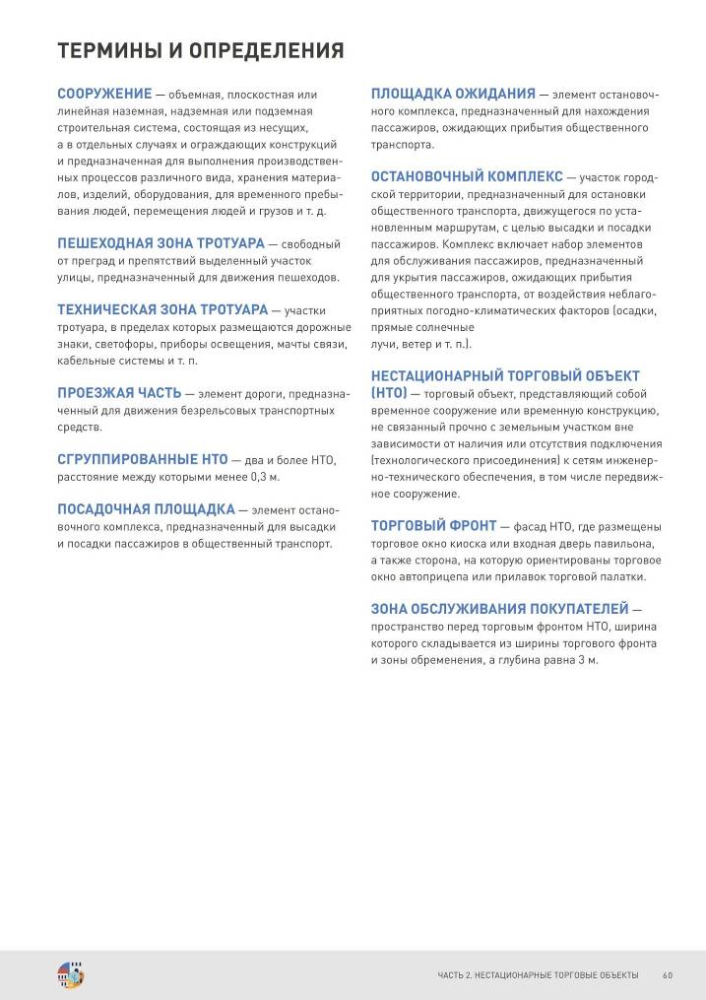 ТЕРМИНЫ И ОПРЕДЕЛЕНИЯ
СООРУЖЕНИЕ — объемная, плоскостная или
линейная наземная, надземная или подземная
строительная система, состоящая из несущих,
а в отдельных случаях и ограждающих конструкций
и предназначенная для выполнения производствен-
ных процессов различного вида, хранения материа-
лов, изделий, оборудования, для временного пребы-
вания людей, перемещения людей и грузов и т. д.
ПЕШЕХОДНАЯ ЗОНА ТРОТУАРА — свободный
от преград и препятствий выделенный участок
улицы, предназначенный для движения пешеходов.
ТЕХНИЧЕСКАЯ ЗОНА ТРОТУАРА — участки
тротуара, в пределах которых размещаются дорожные
знаки, светофоры, приборы освещения, мачты связи,
кабельные системы и т. п.
ПРОЕЗЖАЯ ЧАСТЬ — элемент дороги, предназна-
ченный для движения безрельсовых транспортных
средств.
СГРУППИРОВАННЫЕ НТО — два и более НТО,
расстояние между которыми менее 0,3 м.
ПОСАДОЧНАЯ ПЛОЩАДКА — элемент остано-
вочного комплекса, предназначенный для высадки
и посадки пассажиров в общественный транспорт.
ПЛОЩАДКА ОЖИДАНИЯ — элемент остановоч-
ного комплекса, предназначенный для нахождения
пассажиров, ожидающих прибытия общественного
транспорта.
ОСТАНОВОЧНЫЙ КОМПЛЕКС — участок город-
ской территории, предназначенный для остановки
общественного транспорта, движущегося по уста-
новленным маршрутам, с целью высадки и посадки
пассажиров. Комплекс включает набор элементов
для обслуживания пассажиров, предназначенный
для укрытия пассажиров, ожидающих прибытия
общественного транспорта, от воздействия неблаго-
приятных погодно-климатических факторов (осадки,
прямые солнечные
лучи, ветер и т. п.).
НЕСТАЦИОНАРНЫЙ ТОРГОВЫЙ ОБЪЕКТ
(НТО) — торговый объект, представляющий собой
временное сооружение или временную конструкцию,
не связанный прочно с земельным участком вне
зависимости от наличия или отсутствия подключения
(технологического присоединения) к сетям инженер-
но-технического обеспечения, в том числе передвиж-
ное сооружение.
ТОРГОВЫЙ ФРОНТ — фасад НТО, где размещены
торговое окно киоска или входная дверь павильона,
а также сторона, на которую ориентированы торговое
окно автоприцепа или прилавок торговой палатки.
ЗОНА ОБСЛУЖИВАНИЯ ПОКУПАТЕЛЕЙ —
пространство перед торговым фронтом НТО, ширина
которого складывается из ширины торгового фронта
и зоны обременения, а глубина равна 3 м.
ЧАСТЬ 2. НЕСТАЦИОНАРНЫЕ ТОРГОВЫЕ ОБЪЕКТЫ 60